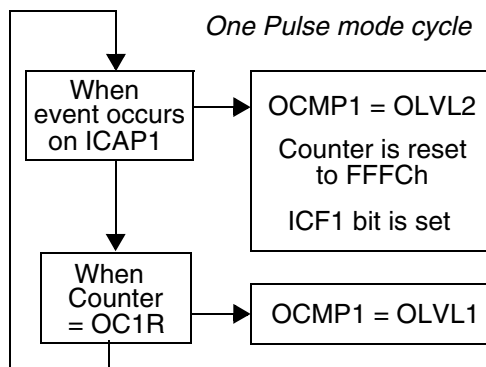 One Pulse mode cycle
When
event occurs
on ICAP1
OCMP1 = OLVL2
Counter is reset
to FFFCh
ICF1 bit is set
When
Counter
= OC1R
OCMP1 = OLVL1